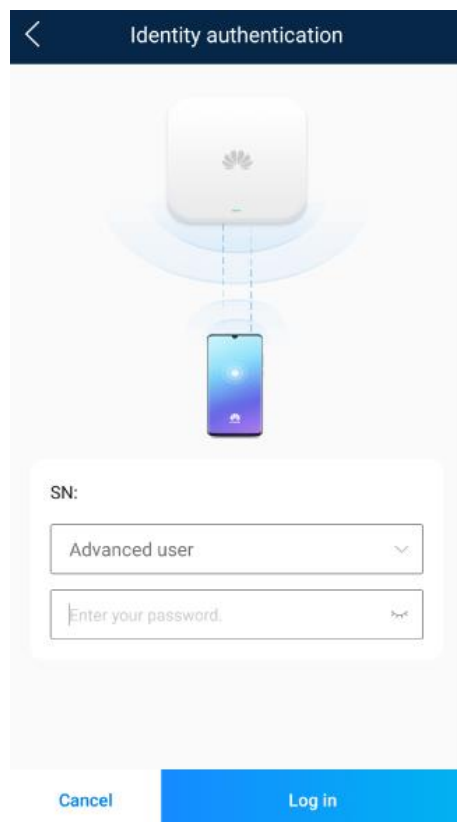 Identity authentication
SN:
Advanced user
Enter your password.
Cancel
Log in